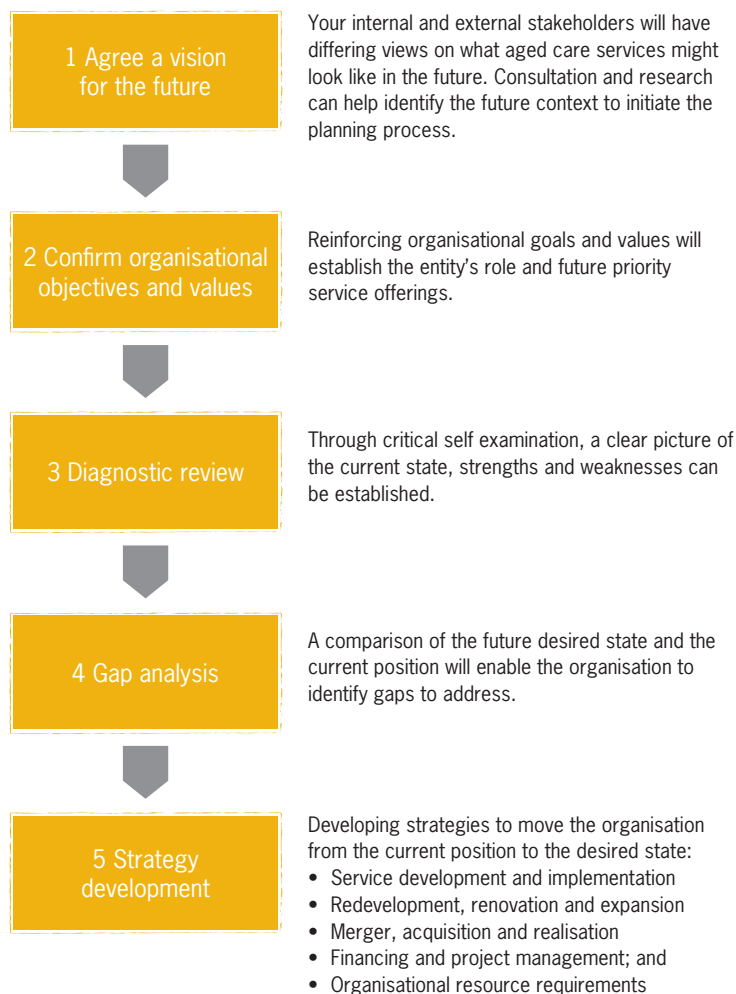 1 Agree a vision
for the future
Your internal and external stakeholders will have
differing views on what aged care services might
look like in the future. Consultation and research
can help identify the future context to initiate the
planning process.
2 Confirm organisational
objectives and values
Reinforcing organisational goals and values will
establish the entity's role and future priority
service offerings.
3 Diagnostic review
Through critical self examination, a clear picture of
the current state, strengths and weaknesses can
be established.
4 Gap analysis
A comparison of the future desired state and the
current position will enable the organisation to
identify gaps to address.
5 Strategy
development
Developing strategies to move the organisation
from the current position to the desired state:
• Service development and implementation
• Redevelopment, renovation and expansion
• Merger, acquisition and realisation
• Financing and project management; and
• Organisational resource requirements